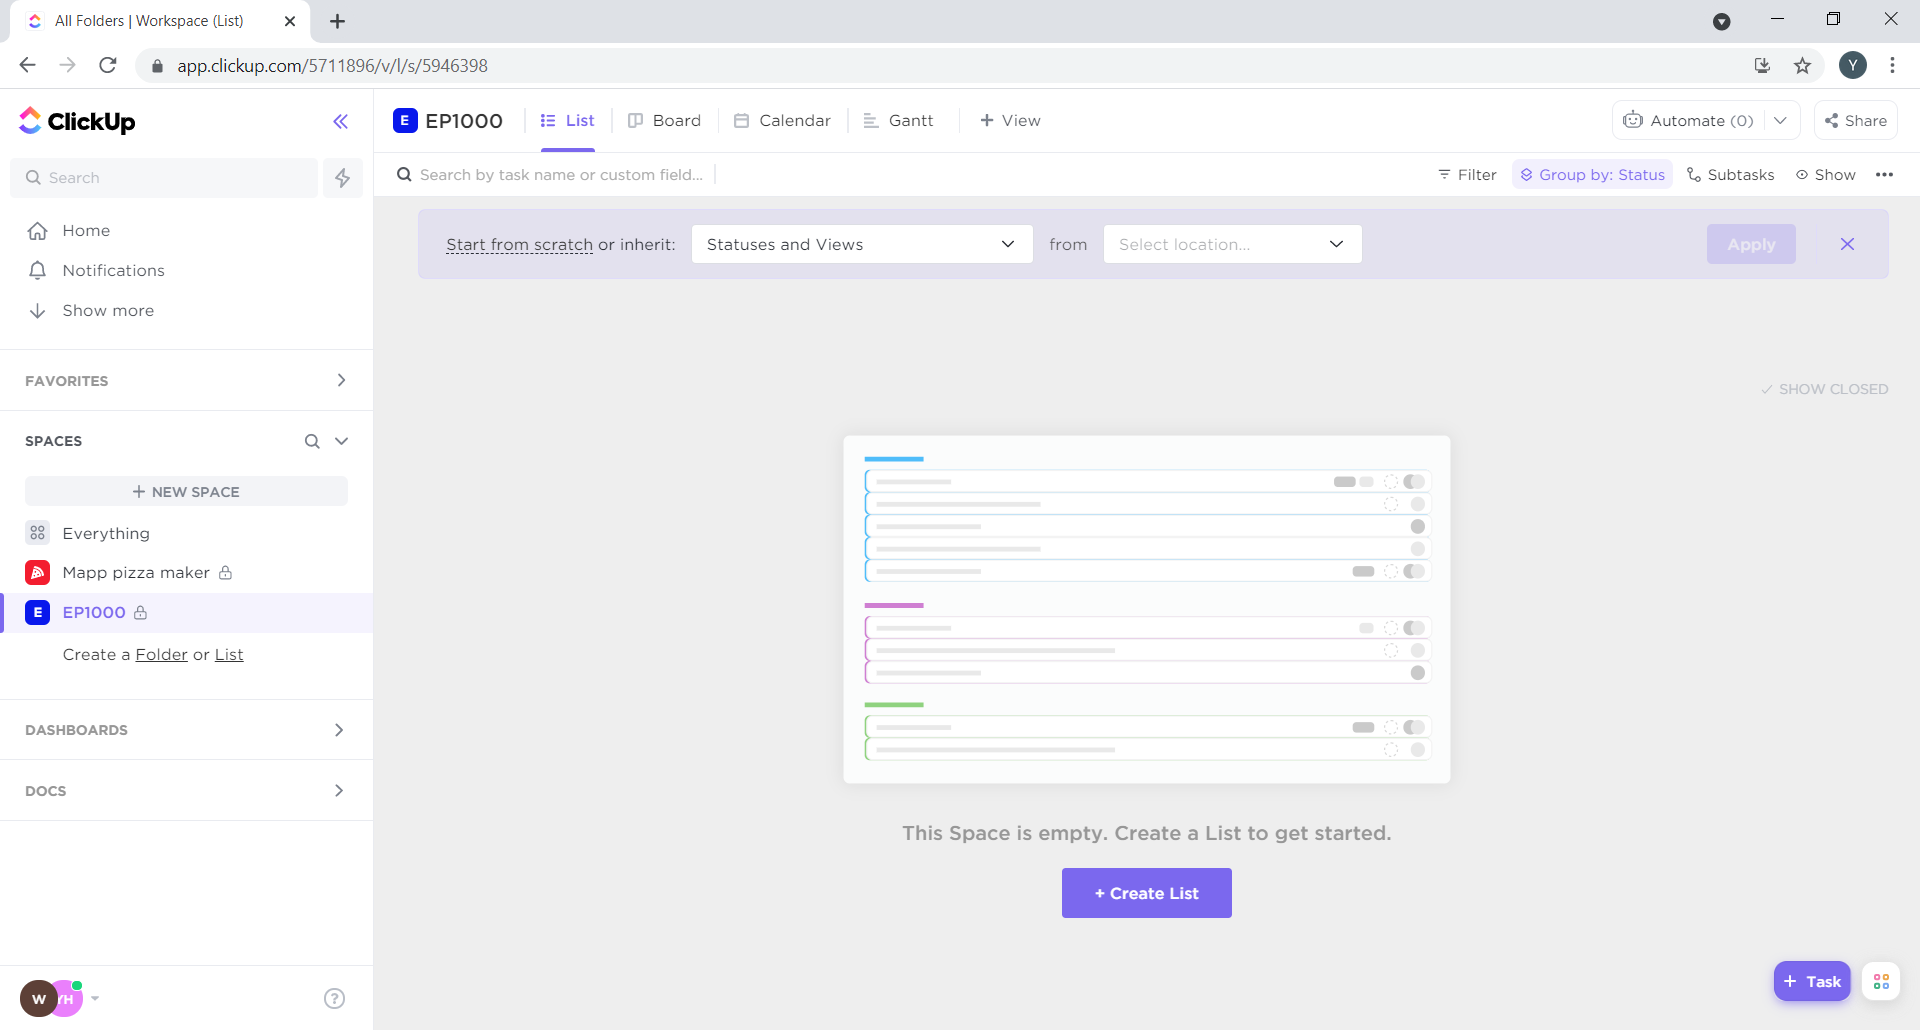 All Folders | Workspace (List)
app.clickup.com/5711896/v/l/s/5946398
Y
ClickUp
Search
Home
Notifications
Show more
FAVORITES
SPACES
+ NEW SPACE
Everything
Mapp pizza maker
E EP1000
Create a Folder or List
DASHBOARDS
DOCS
W YH
?
E EP1000 List Board Calendar Gantt + View Automate (0) Share
Search by task name or custom field... Filter Group by: Status Subtasks Show
Start from scratch or inherit: Statuses and Views from Select location... Apply
SHOW CLOSED
This Space is empty. Create a List to get started.
+ Create List
+ Task